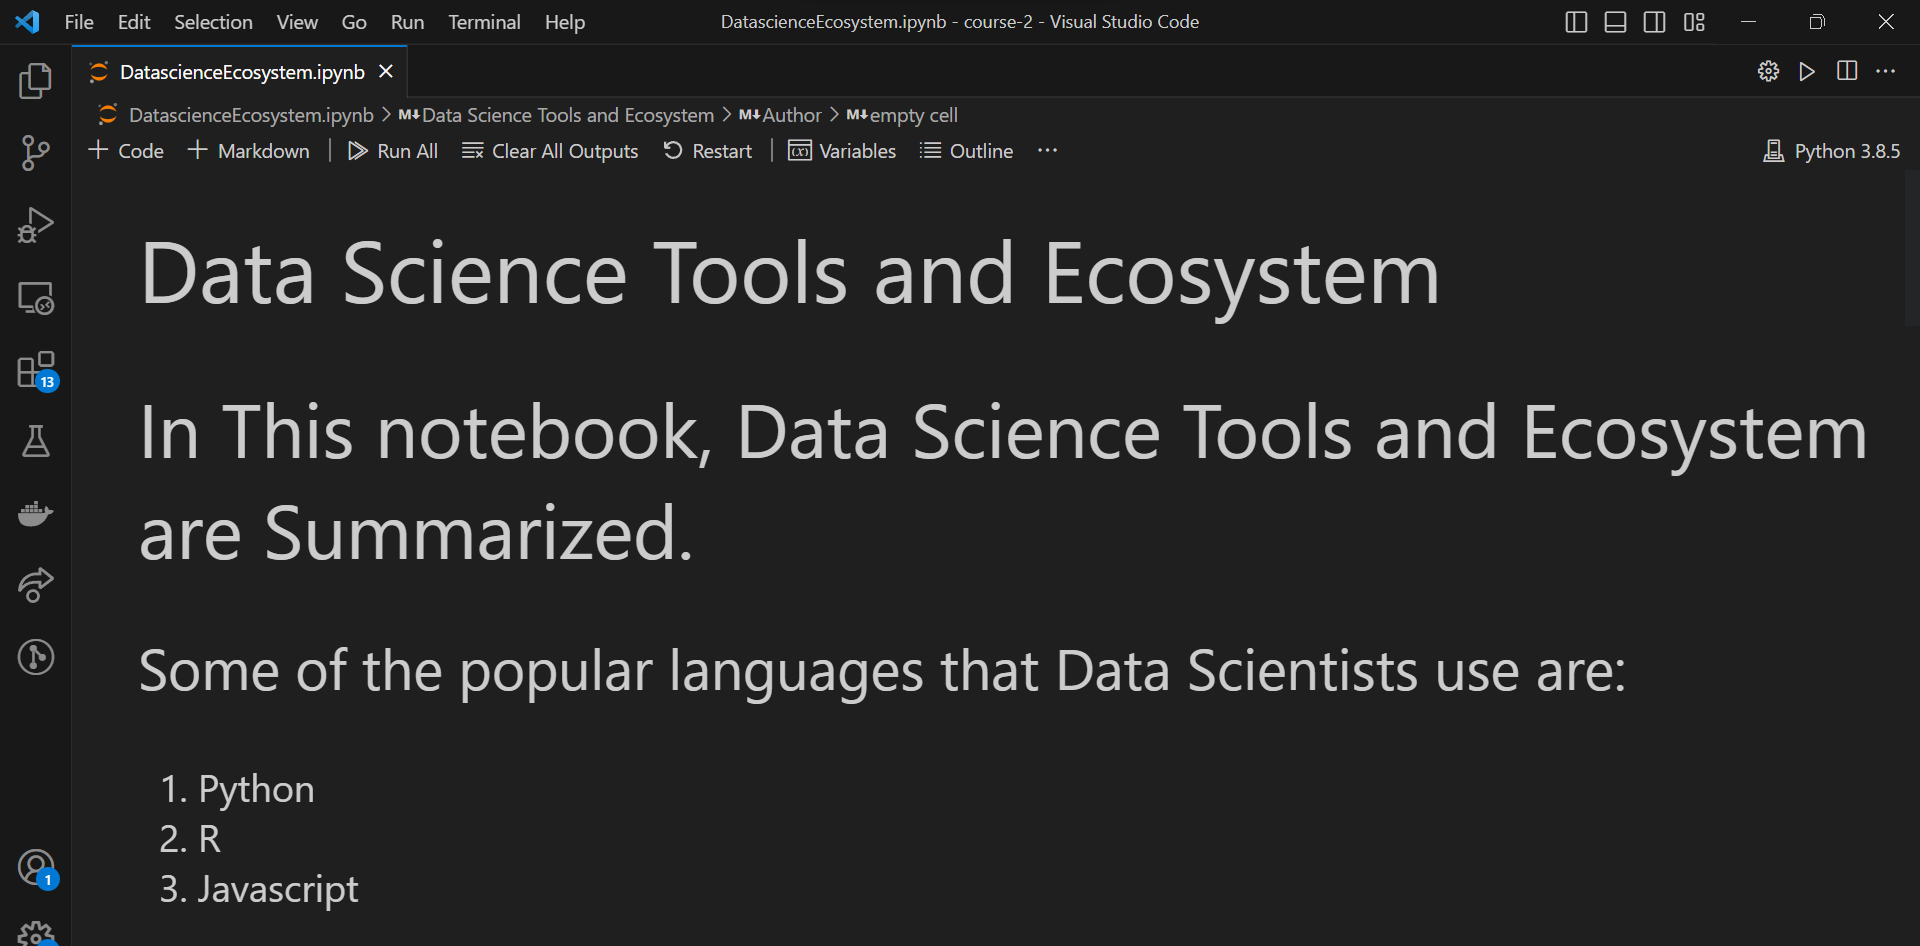 File Edit Selection View Go Run Terminal Help DatascienceEcosystem.ipynb - course-2 - Visual Studio Code
DatascienceEcosystem.ipynb
DatascienceEcosystem.ipynb > M↓ Data Science Tools and Ecosystem > M↓ Author > M↓ empty cell
+ Code + Markdown | Run All Clear All Outputs Restart | (x) Variables Outline ... Python 3.8.5
Data Science Tools and Ecosystem
In This notebook, Data Science Tools and Ecosystem
are Summarized.
Some of the popular languages that Data Scientists use are:
1. Python
2. R
3. Javascript
13
1